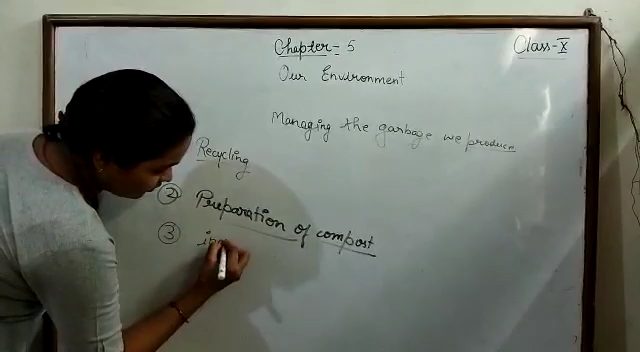 Chapter - 5
Class - X
Our Environment
Managing the garbage we produce
Recycling
② Preparation of compost
③